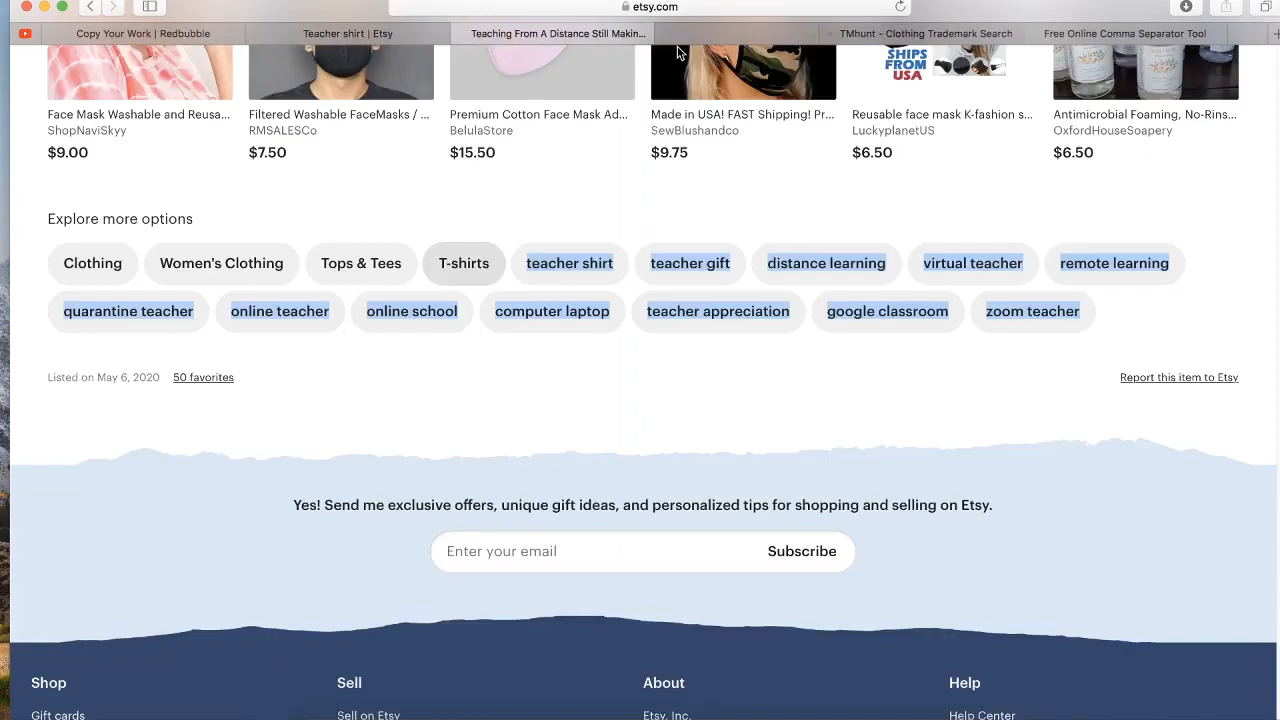 etsy.com
Copy Your Work | Redbubble
Teacher shirt | Etsy
Teaching From A Distance Still Makin...
TMhunt - Clothing Trademark Search
Free Online Comma Separator Tool
SHIPS
FROM
USA
Face Mask Washable and Reusa...
Filtered Washable FaceMasks / ...
Premium Cotton Face Mask Ad...
Made in USA! FAST Shipping! Pr...
Reusable face mask K-fashion s...
Antimicrobial Foaming, No-Rins...
ShopNaviSkyy
RMSALESCo
BelulaStore
SewBlushandco
LuckyplanetUS
OxfordHouseSoapery
$9.00
$7.50
$15.50
$9.75
$6.50
$6.50
Explore more options
Clothing
Women's Clothing
Tops & Tees
T-shirts
teacher shirt
teacher gift
distance learning
virtual teacher
remote learning
quarantine teacher
online teacher
online school
computer laptop
teacher appreciation
google classroom
zoom teacher
Listed on May 6, 2020
50 favorites
Report this item to Etsy
Yes! Send me exclusive offers, unique gift ideas, and personalized tips for shopping and selling on Etsy.
Enter your email
Subscribe
Shop
Sell
About
Help
Gift cards
Sell on Etsy
Etsy, Inc.
Help Center